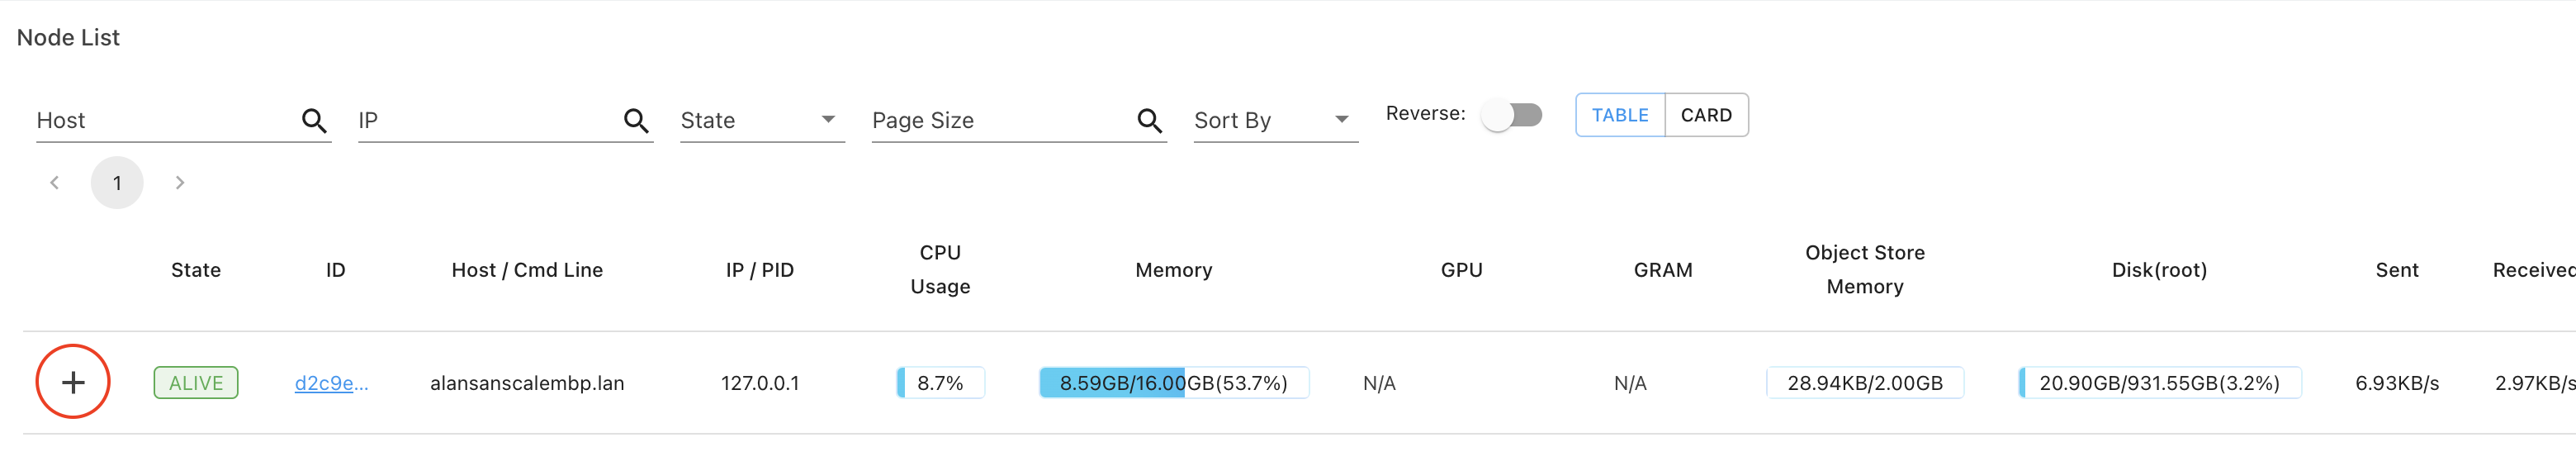 Node List
Host IP State Page Size Sort By Reverse: TABLE CARD
1
State ID Host / Cmd Line IP / PID CPU Usage Memory GPU GRAM Object Store Memory Disk(root) Sent Received
ALIVE d2c9e... alansanscalembp.lan 127.0.0.1 8.7% 8.59GB/16.00GB(53.7%) N/A N/A 28.94KB/2.00GB 20.90GB/931.55GB(3.2%) 6.93KB/s 2.97KB/s